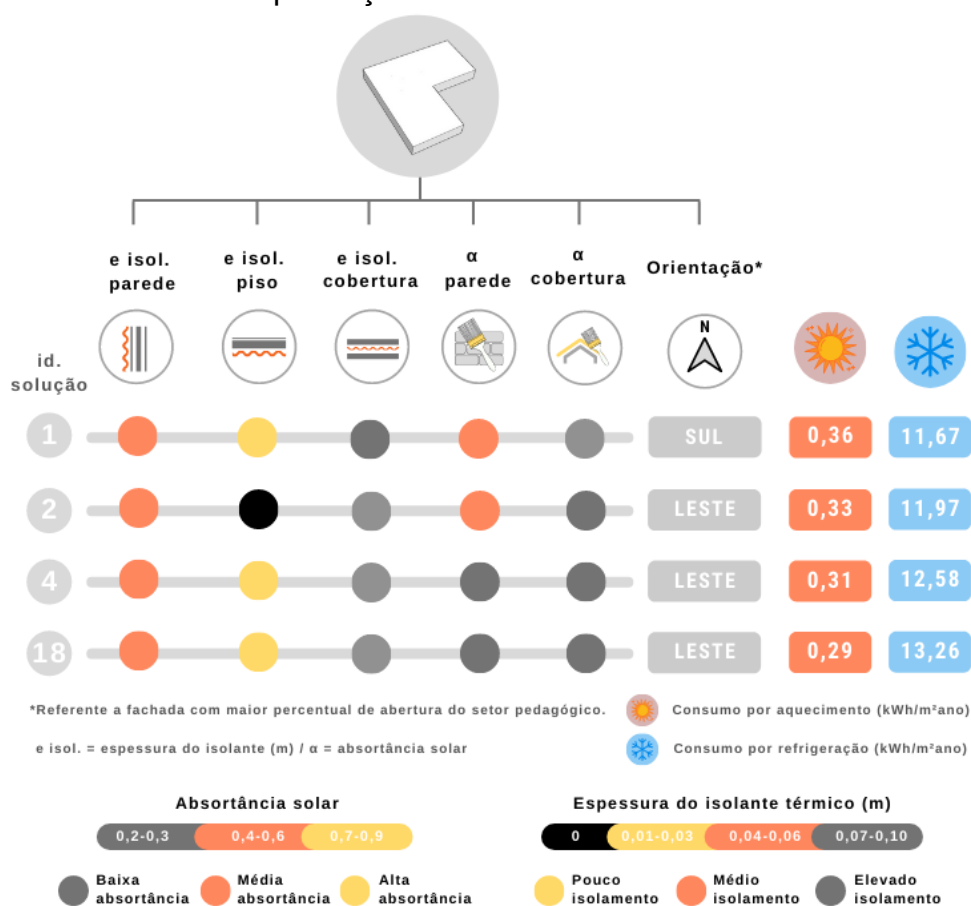 e isol.
parede
e isol.
piso
e isol.
cobertura
α
parede
α
cobertura
Orientação*
N
id.
solução
1 SUL 0,36 11,67
2 LESTE 0,33 11,97
4 LESTE 0,31 12,58
18 LESTE 0,29 13,26
*Referente a fachada com maior percentual de abertura do setor pedagógico.
Consumo por aquecimento (kWh/m²ano)
e isol. = espessura do isolante (m) / α = absortância solar
Consumo por refrigeração (kWh/m²ano)
Absortância solar
0,2-0,3 0,4-0,6 0,7-0,9
Baixa
absortância
Média
absortância
Alta
absortância
Espessura do isolante térmico (m)
0 0,01-0,03 0,04-0,06 0,07-0,10
Pouco
isolamento
Médio
isolamento
Elevado
isolamento